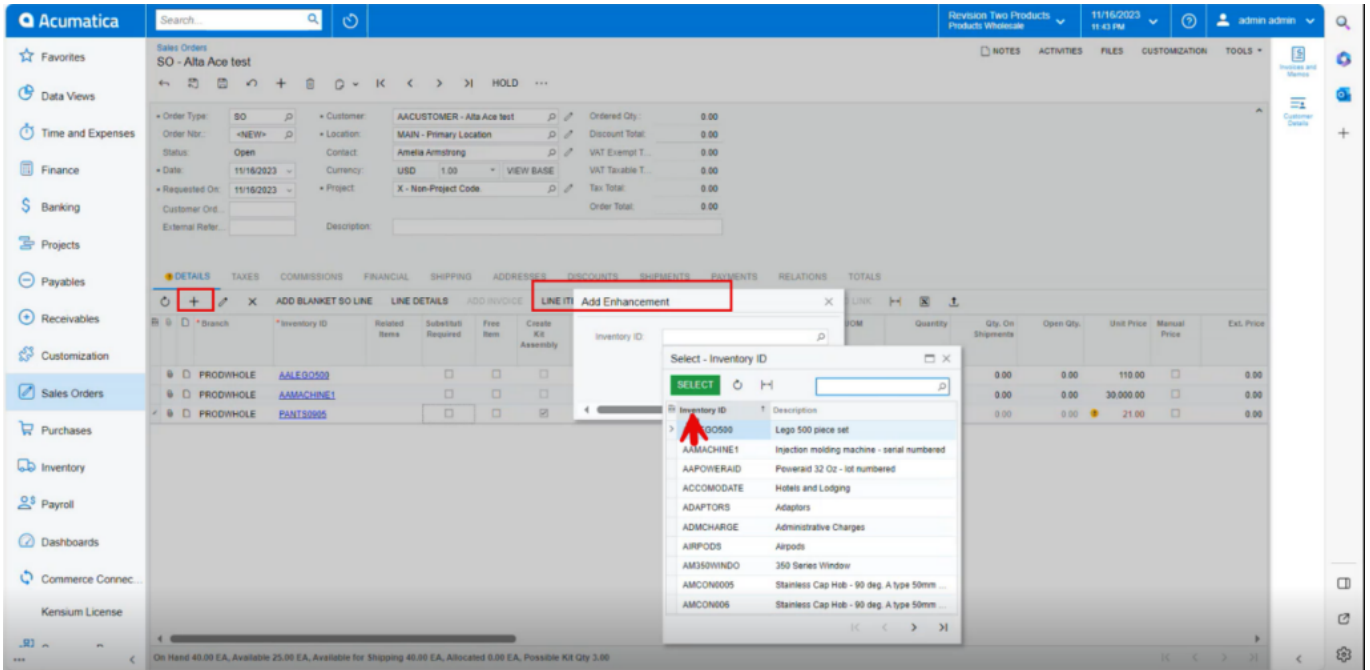 Acumatica
Search...
Revision Two Products
Products Wholesale
11/16/2023
11:43 PM
admin admin
Favorites
Data Views
Time and Expenses
Finance
Banking
Projects
Payables
Receivables
Customization
Sales Orders
Purchases
Inventory
Payroll
Dashboards
Commerce Connec...
Kensium License
Sales Orders
SO - Alta Ace test
NOTES ACTIVITIES FILES CUSTOMIZATION TOOLS
HOLD
Invoices and Memos
Customer Details
Order Type: SO Customer: AACUSTOMER - Alta Ace test Ordered Qty.: 0.00
Order Nbr.: <NEW> Location: MAIN - Primary Location Discount Total: 0.00
Status: Open Contact: Amelia Armstrong VAT Exempt T... 0.00
Date: 11/16/2023 Currency: USD 1.00 VIEW BASE VAT Taxable T... 0.00
Requested On: 11/16/2023 Project: X - Non-Project Code. Tax Total: 0.00
Customer Ord... Order Total: 0.00
External Refer... Description:
DETAILS TAXES COMMISSIONS FINANCIAL SHIPPING ADDRESSES DISCOUNTS SHIPMENTS PAYMENTS RELATIONS TOTALS
ADD BLANKET SO LINE LINE DETAILS ADD INVOICE LINE ITE LINK
Branch Inventory ID Related Items Substituti Required Free Item Create Kit Assembly UOM Quantity Qty. On Shipments Open Qty. Unit Price Manual Price Ext. Price
PRODWHOLE AALEGO500 0.00 0.00 110.00 0.00
PRODWHOLE AAMACHINE1 0.00 0.00 30,000.00 0.00
PRODWHOLE PANTS0905 0.00 0.00 21.00 0.00
Add Enhancement
Inventory ID:
Select - Inventory ID
SELECT
Inventory ID Description
GO500 Lego 500 piece set
AAMACHINE1 Injection molding machine - serial numbered
AAPOWERAID Poweraid 32 Oz - lot numbered
ACCOMODATE Hotels and Lodging
ADAPTORS Adaptors
ADMCHARGE Administrative Charges
AIRPODS Airpods
AM350WINDO 350 Series Window
AMCON0005 Stainless Cap Hob - 90 deg. A type 50mm ...
AMCON006 Stainless Cap Hob - 90 deg. A type 50mm ...
On Hand 40.00 EA, Available 25.00 EA, Available for Shipping 40.00 EA, Allocated 0.00 EA, Possible Kit Qty 3.00